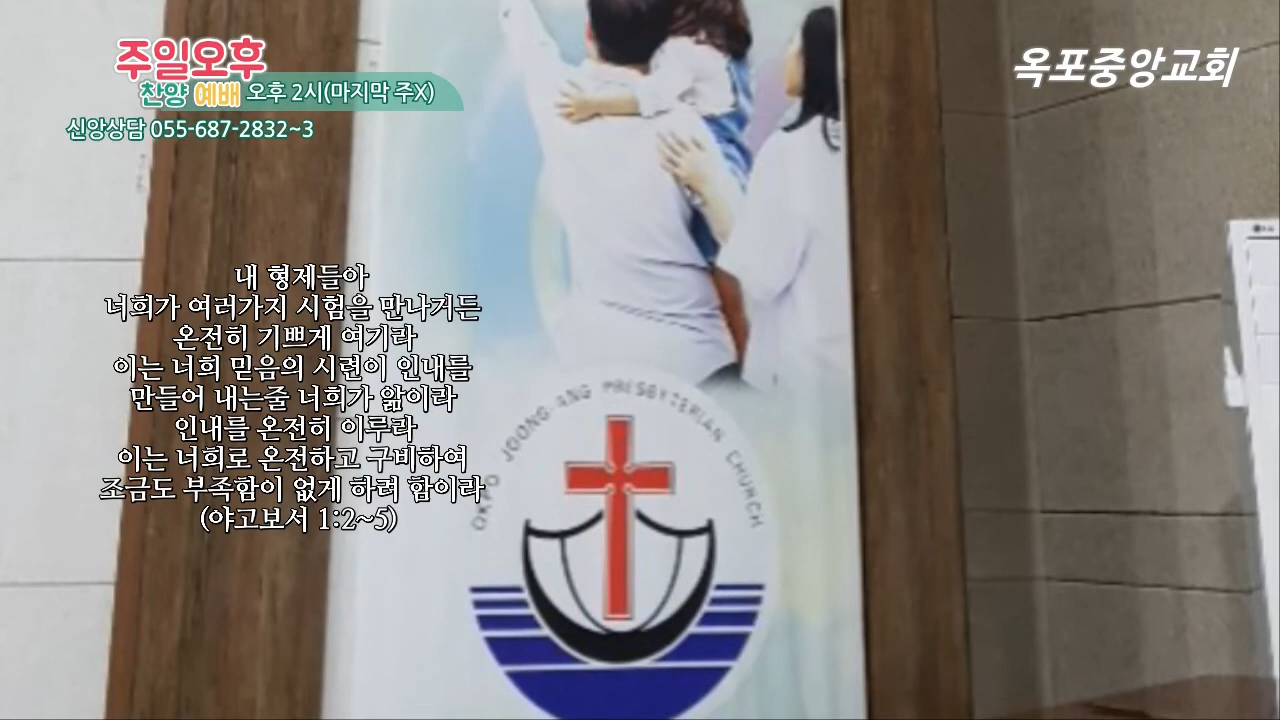 주일오후
찬양 예배 오후 2시(마지막 주X)
신앙상담 055-687-2832~3
옥포중앙교회
내 형제들아
너희가 여러가지 시험을 만나거든
온전히 기쁘게 여기라
이는 너희 믿음의 시련이 인내를
만들어 내는줄 너희가 앎이라
인내를 온전히 이루라
이는 너희로 온전하고 구비하여
조금도 부족함이 없게 하려 함이라
(야고보서 1:2~5)
OKPO JOONG-ANG PRESBYTERIAN CHURCH